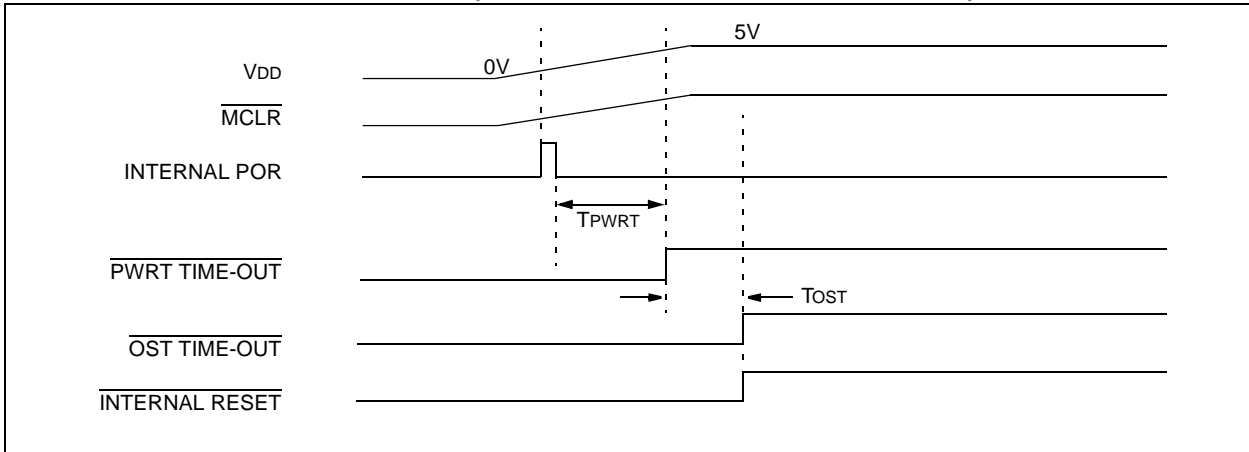 5V
VDD
0V
MCLR
INTERNAL POR
TPWRT
PWRT TIME-OUT
TOST
OST TIME-OUT
INTERNAL RESET